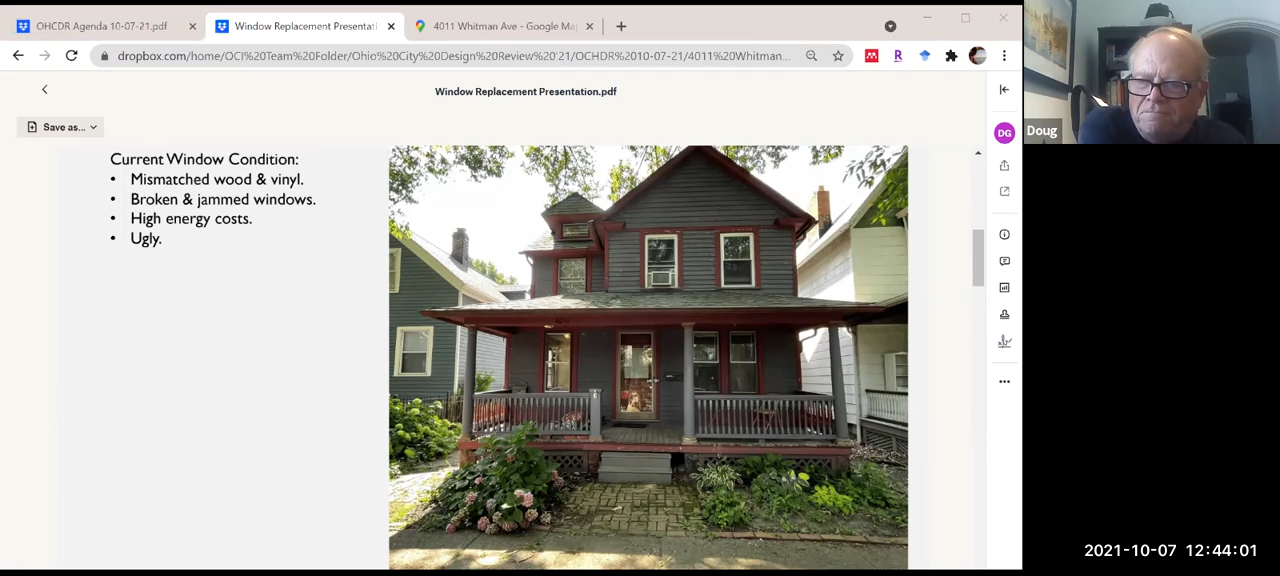 OHCDR Agenda 10-07-21.pdf
Window Replacement Presentati
4011 Whitman Ave - Google Ma
dropbox.com/home/OCI%20Team%20Folder/Ohio%20City%20Design%20Review'21/OCHDR%2010-07-21/4011%20Whitman...
Window Replacement Presentation.pdf
Save as...
DG
Doug
Current Window Condition:
• Mismatched wood & vinyl.
• Broken & jammed windows.
• High energy costs.
• Ugly.
2021-10-07 12:44:01